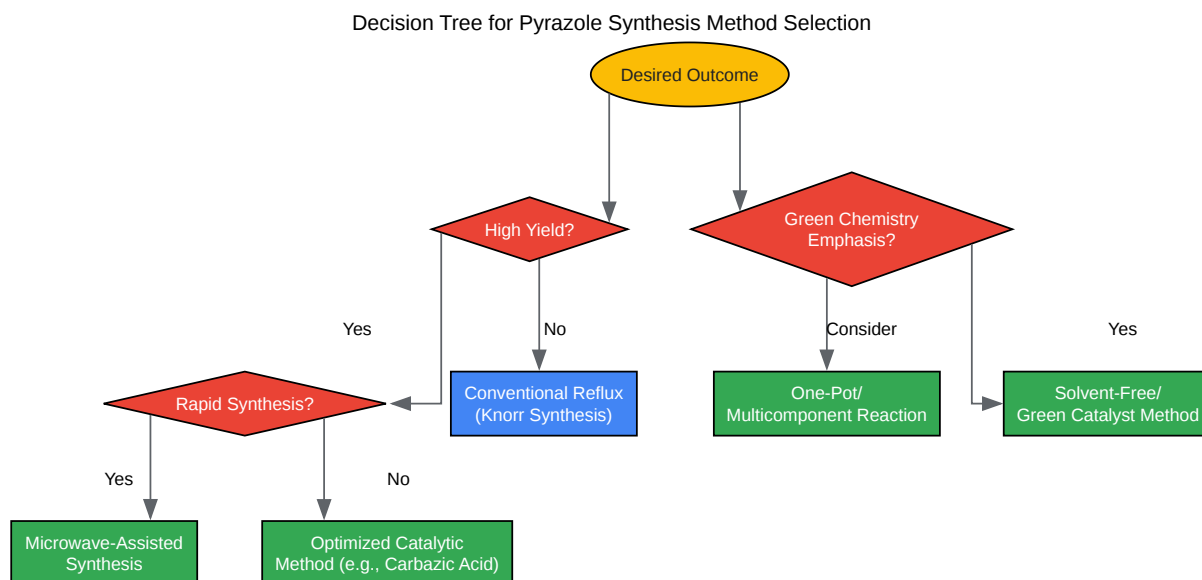 Decision Tree for Pyrazole Synthesis Method Selection
Desired Outcome
High Yield?
Green Chemistry
Emphasis?
Yes
No
Consider
Yes
Rapid Synthesis?
Conventional Reflux
(Knorr Synthesis)
One-Pot/
Multicomponent Reaction
Solvent-Free/
Green Catalyst Method
Yes
No
Microwave-Assisted
Synthesis
Optimized Catalytic
Method (e.g., Carbazic Acid)